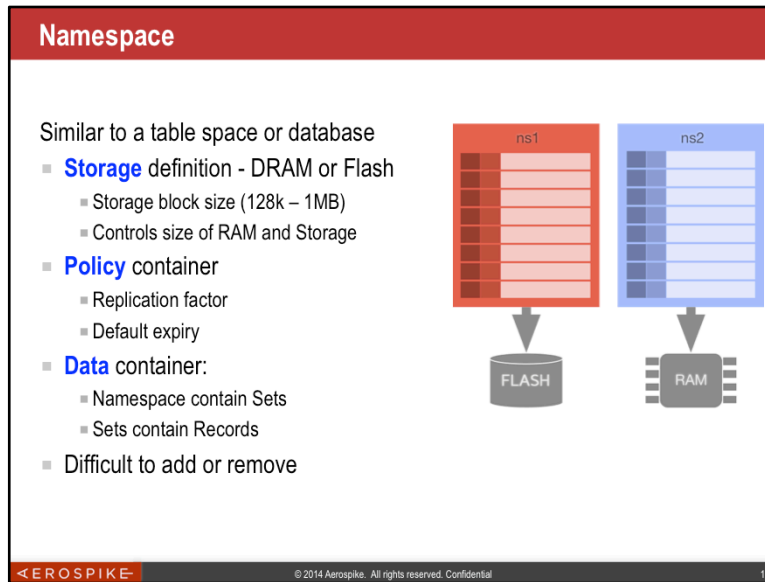 Namespace
Similar to a table space or database
Storage definition - DRAM or Flash
Storage block size (128k – 1MB)
Controls size of RAM and Storage
Policy container
Replication factor
Default expiry
Data container:
Namespace contain Sets
Sets contain Records
Difficult to add or remove
ns1
ns2
FLASH
RAM
AEROSPIKE
© 2014 Aerospike. All rights reserved. Confidential
1